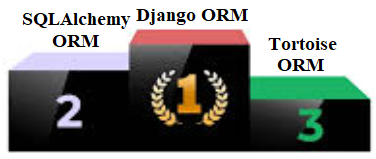 SQLAlchemy
ORM
Django ORM
Tortoise
ORM
2
1
3